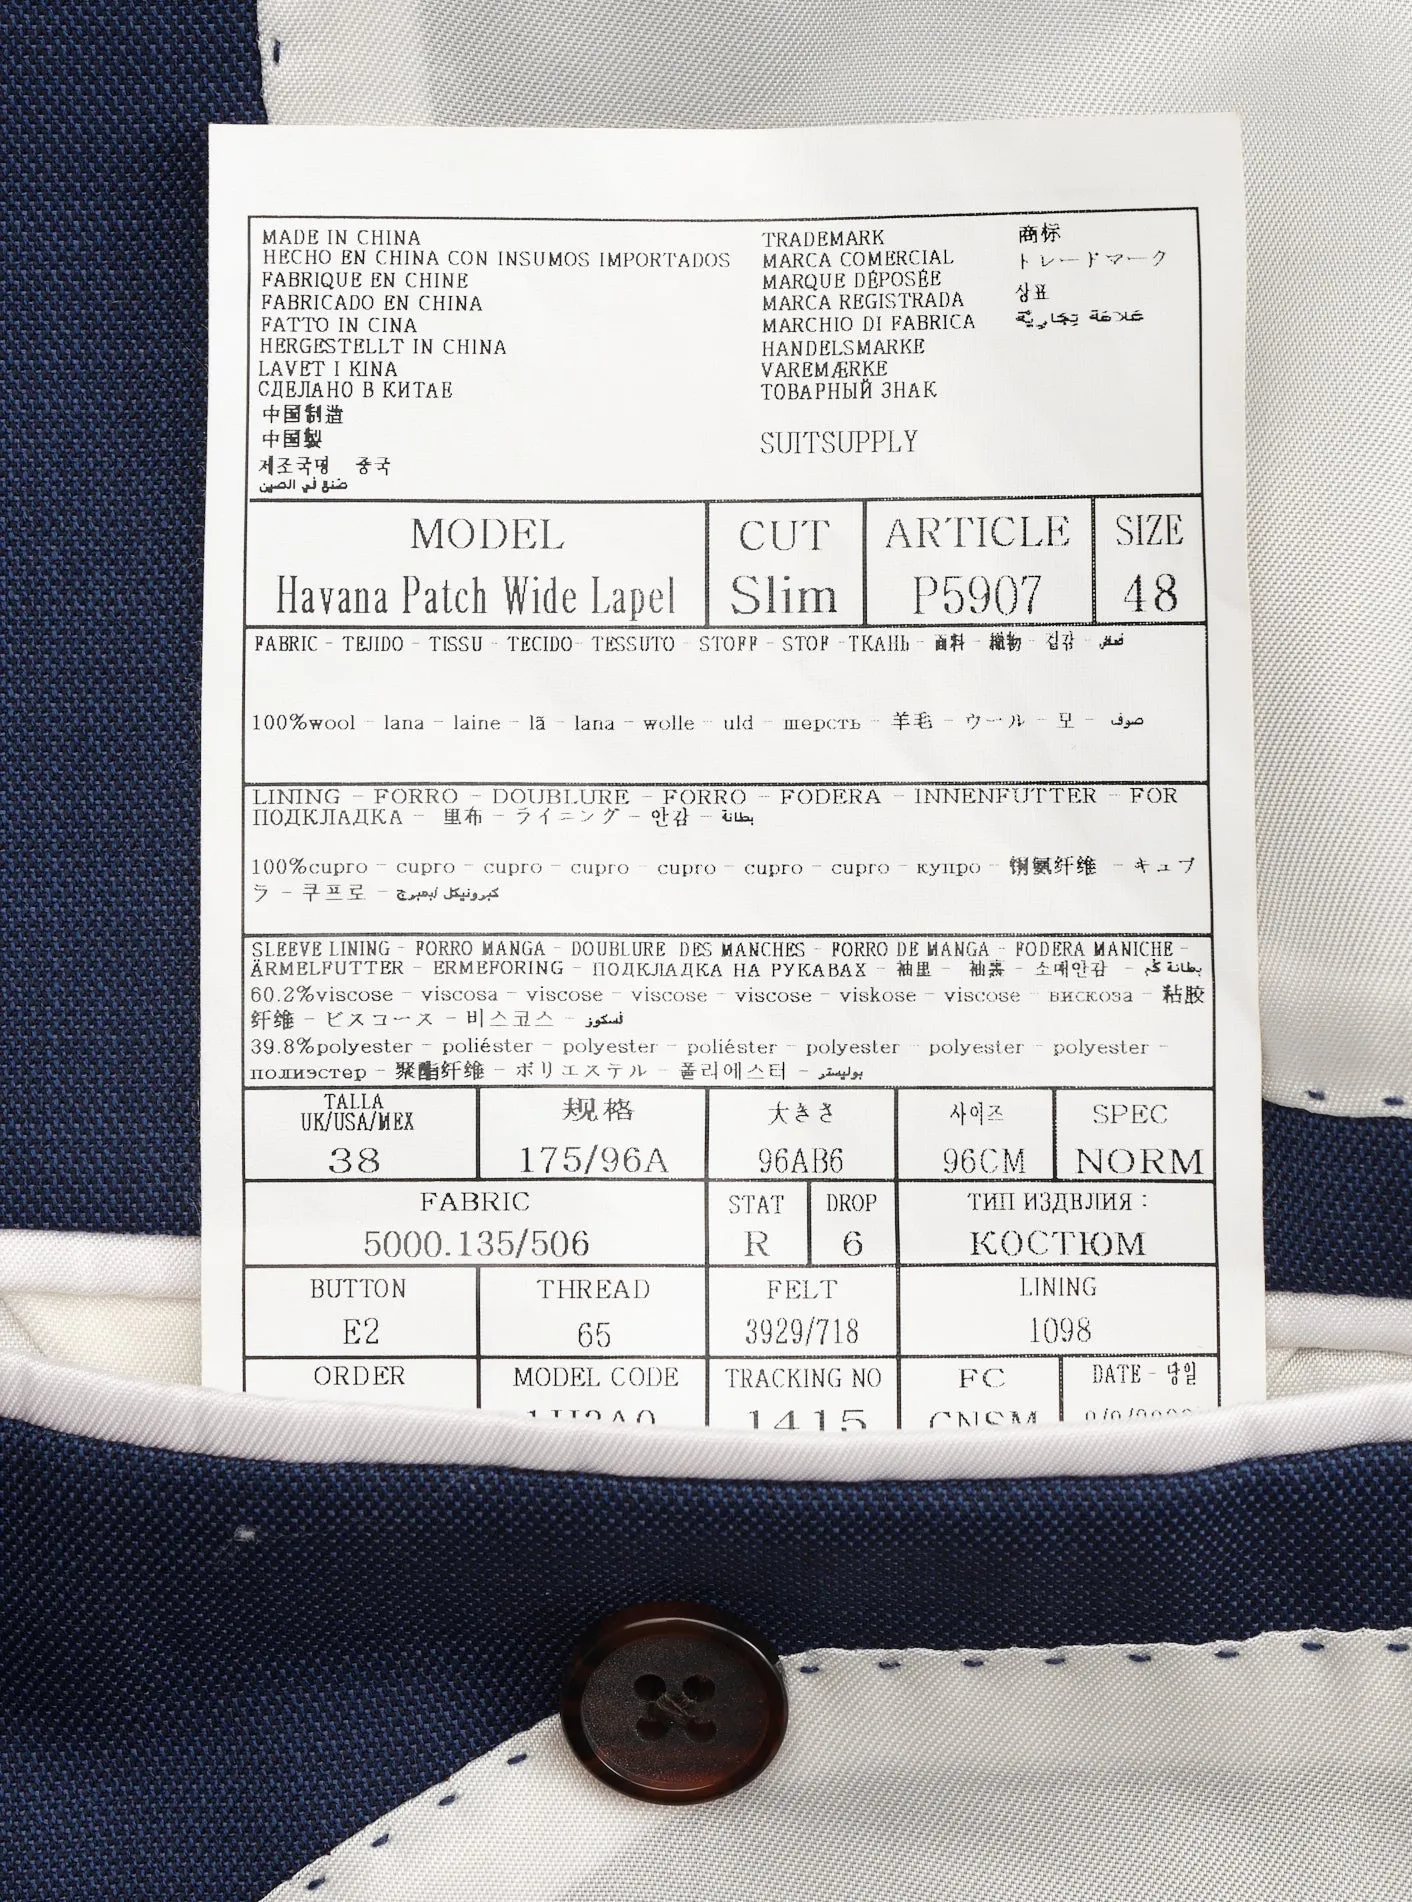 MADE IN CHINA
HECHO EN CHINA CON INSUMOS IMPORTADOS
FABRIQUE EN CHINE
FABRICADO EN CHINA
FATTO IN CINA
HERGESTELLT IN CHINA
LAVET I KINA
СДЕЛАНО В КИТАЕ
中国制造
中国製
제조국명 중국
صنع في الصين
TRADEMARK
MARCA COMERCIAL
MARQUE DÉPOSÉE
MARCA REGISTRADA
MARCHIO DI FABRICA
HANDELSMARKE
VAREMÆRKE
ТОВАРНЫЙ ЗНАК
商标
トレードマーク
상표
علامة تجارية
SUITSUPPLY
MODEL
Havana Patch Wide Lapel
CUT
Slim
ARTICLE
P5907
SIZE
48
FABRIC - TEJIDO - TISSU - TECIDO- TESSUTO - STOFF - STOF -ТКАНЬ - 面料 - 織物 - 겉감 -
100%wool - lana - laine - lã - lana - wolle - uld - шерсть - 羊毛 - ウール - 모 - صوف
LINING - FORRO - DOUBLURE - FORRO - FODERA - INNENFUTTER - FOR
ПОДКЛАДКА - 里布 - ライニング - 안감 - بطانة
100%cupro - cupro - cupro - cupro - cupro - cupro - cupro - купро - 铜氨纤维 - キュプ
ラ - 쿠프로 -
SLEEVE LINING - FORRO MANGA - DOUBLURE DES MANCHES - FORRO DE MANGA - FODERA MANICHE -
ÄRMELFUTTER - ERMEFORING - ПОДКЛАДКА НА РУКАВАХ - 袖里 - 袖裏 - 소매안감 - بطانة كم
60.2%viscose - viscosa - viscose - viscose - viscose - viskose - viscose - вискоза - 粘胶
纤维 - ビスコース - 비스코스 - فسكوز
39.8%polyester - poliéster - polyester - poliéster - polyester - polyester - polyester -
полиэстер - 聚酯纤维 - ポリエステル - 폴리에스터 - بوليستر
TALLA
UK/USA/MEX
38
规格
175/96A
大きさ
96AB6
사이즈
96CM
SPEC
NORM
FABRIC
5000.135/506
STAT
R
DROP
6
ТИП ИЗДВЛИЯ :
КОСТЮМ
BUTTON
E2
THREAD
65
FELT
3929/718
LINING
1098
ORDER
MODEL CODE
TRACKING NO
1415
FC
CNSM
DATE -